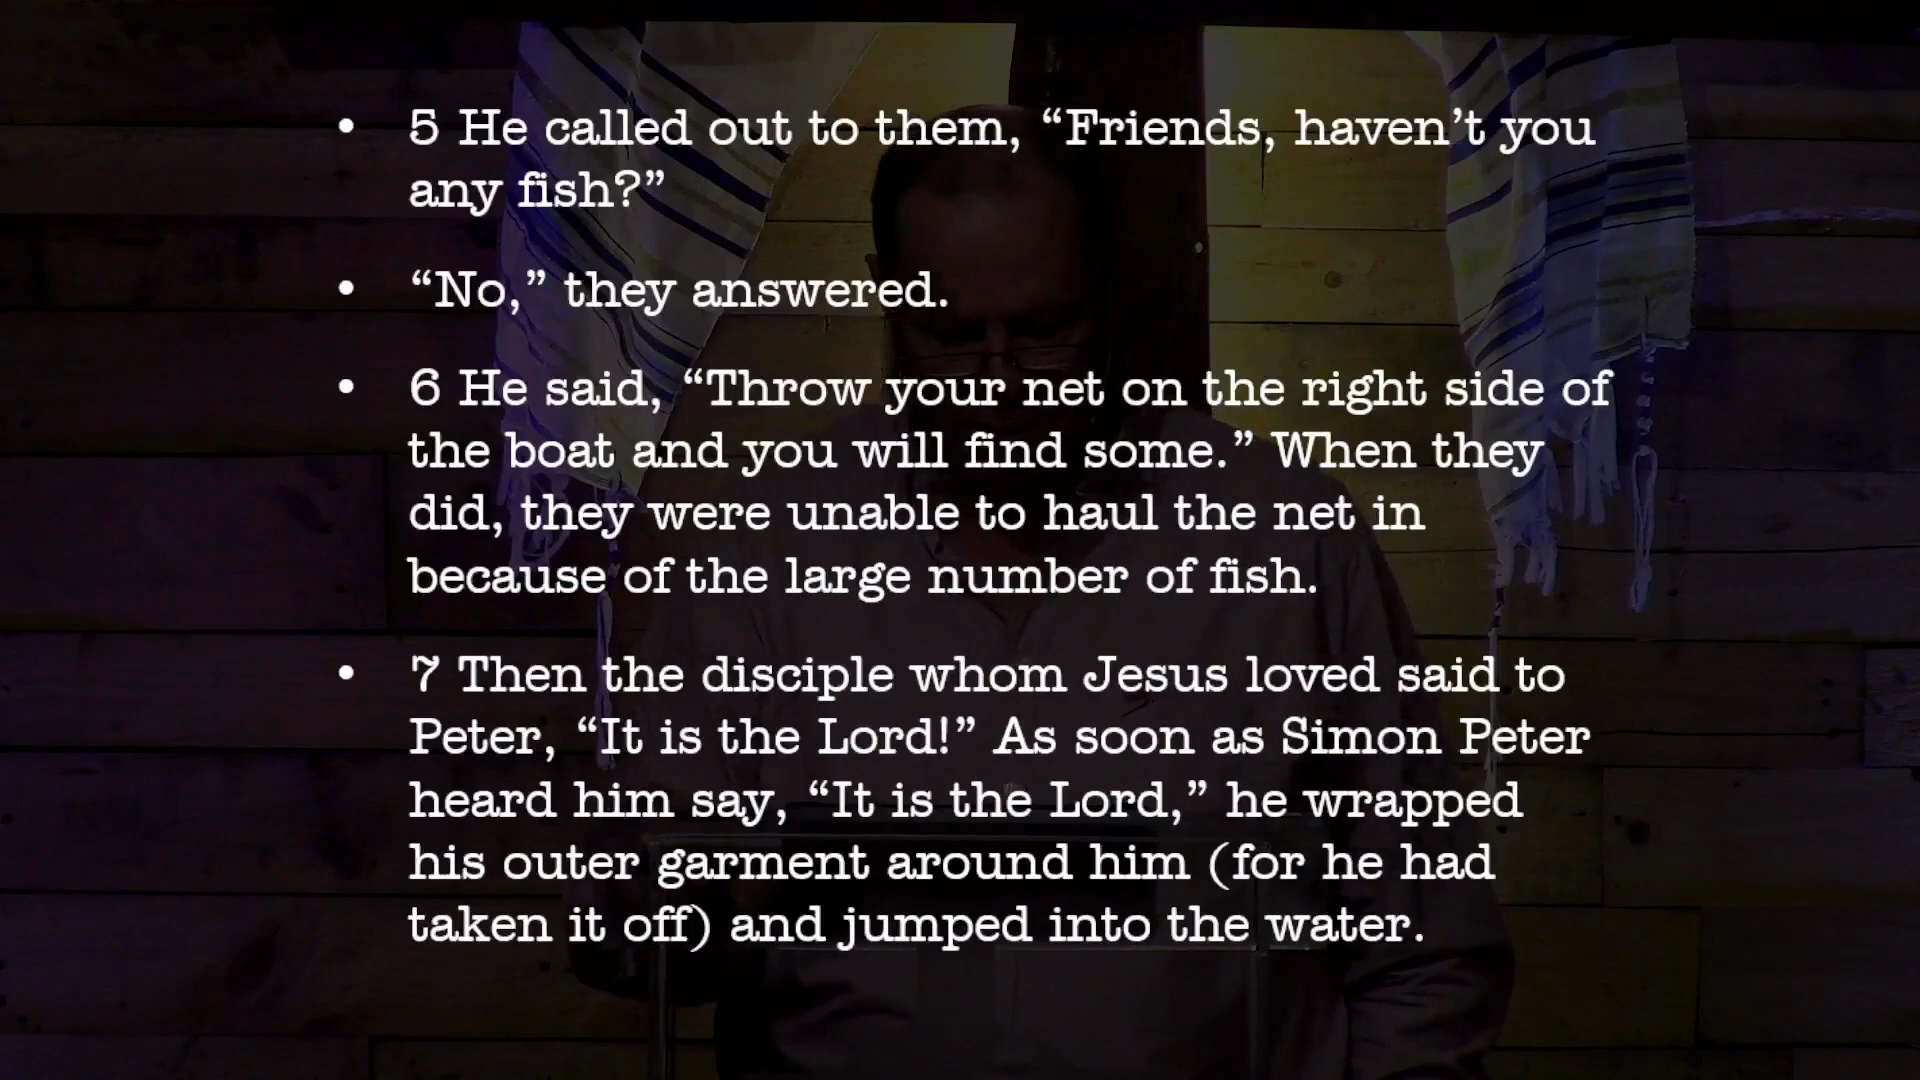 • 5 He called out to them, “Friends, haven’t you
any fish?”
• “No,” they answered.
• 6 He said, “Throw your net on the right side of
the boat and you will find some.” When they
did, they were unable to haul the net in
because of the large number of fish.
• 7 Then the disciple whom Jesus loved said to
Peter, “It is the Lord!” As soon as Simon Peter
heard him say, “It is the Lord,” he wrapped
his outer garment around him (for he had
taken it off) and jumped into the water.